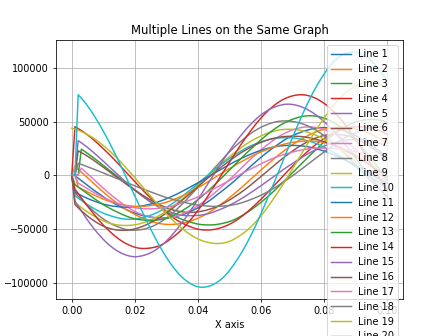 Multiple Lines on the Same Graph
100000
50000
0
−50000
−100000
0.00
0.02
0.04
0.06
0.08
X axis
Line 1
Line 2
Line 3
Line 4
Line 5
Line 6
Line 7
Line 8
Line 9
Line 10
Line 11
Line 12
Line 13
Line 14
Line 15
Line 16
Line 17
Line 18
Line 19
Line 20